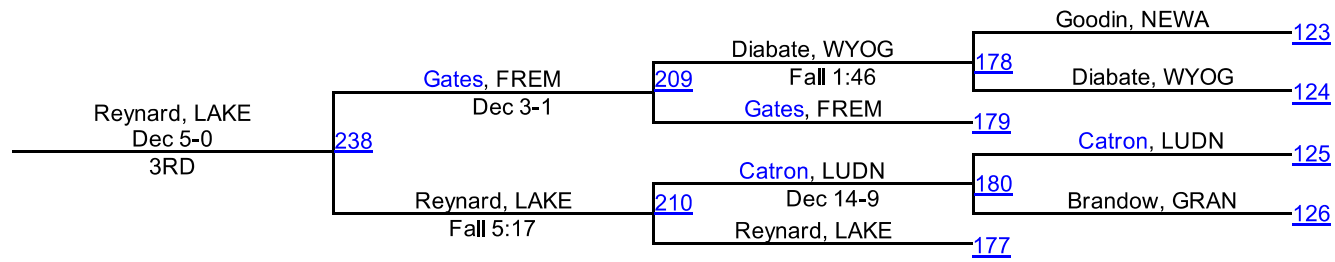 Goodin, NEWA
123
Diabate, WYOG
178
Fall 1:46
Diabate, WYOG
124
Gates, FREM
209
Dec 3-1
Gates, FREM
179
Reynard, LAKE
Dec 5-0
238
3RD
Catron, LUDN
125
Catron, LUDN
180
Dec 14-9
Brandow, GRAN
126
Reynard, LAKE
210
Fall 5:17
Reynard, LAKE
177